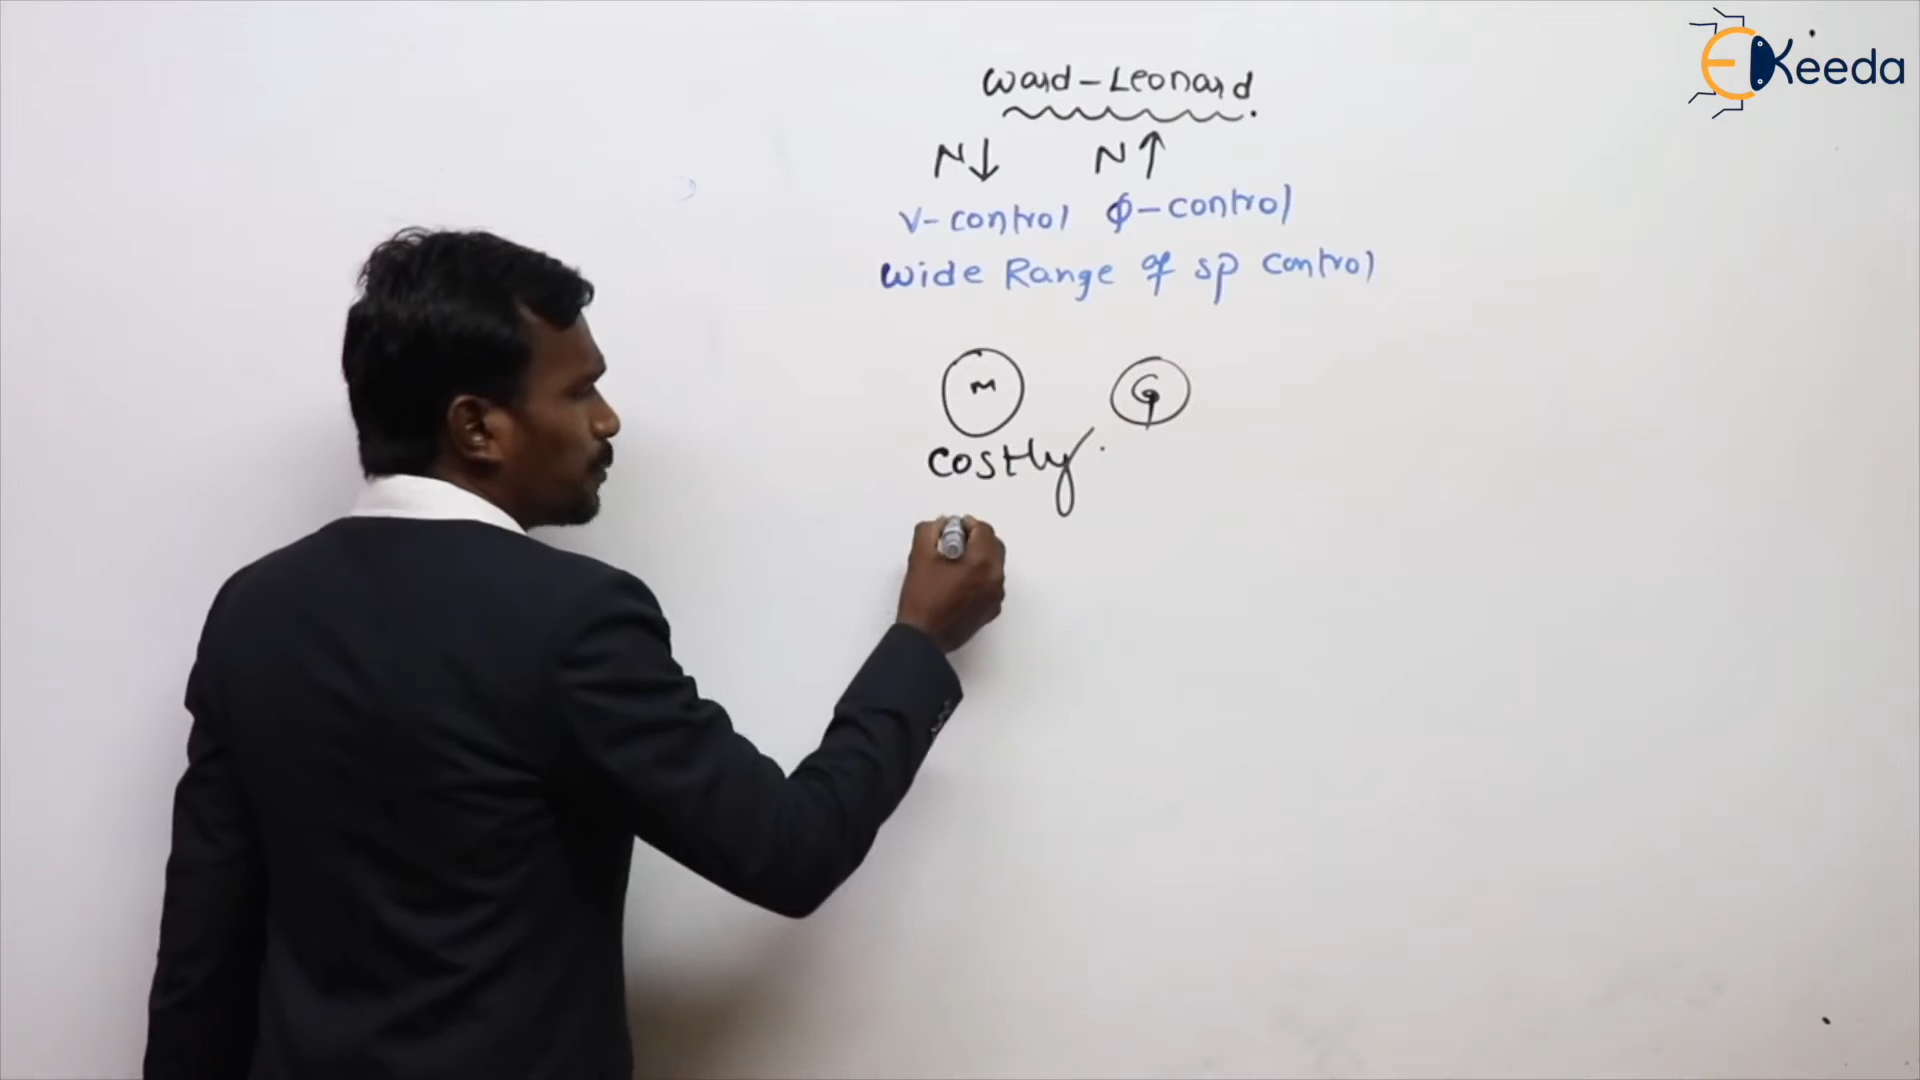 EKeeda
Ward-Leonard
N↓ N↑
V-control ϕ-control
Wide Range of sp control
M G
costly.